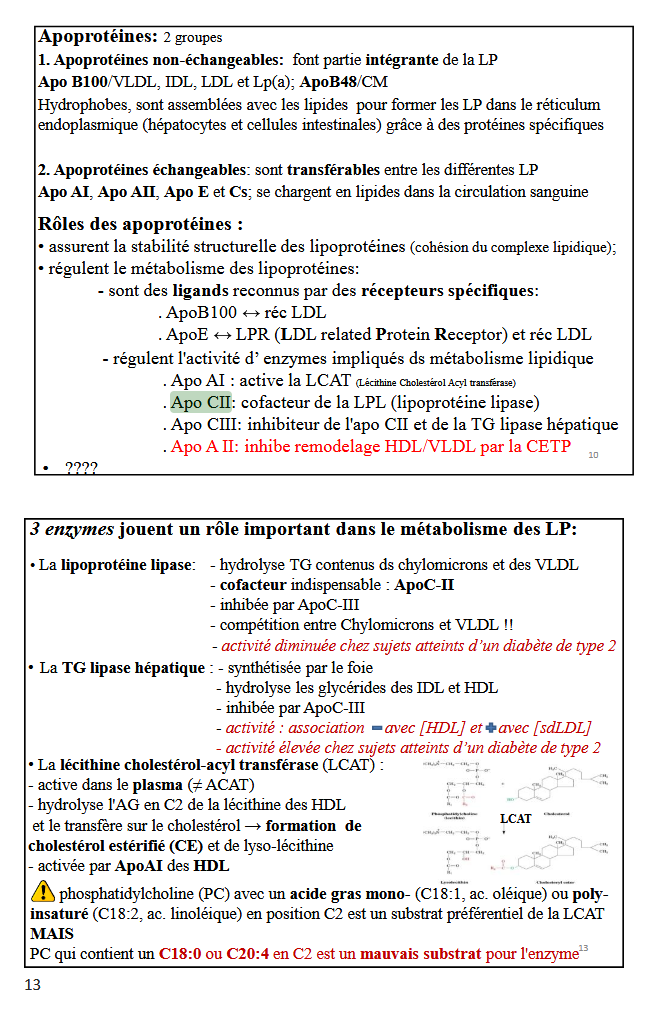 Apoprotéines: 2 groupes
1. Apoprotéines non-échangeables: font partie intégrante de la LP
Apo B100/VLDL, IDL, LDL et Lp(a); ApoB48/CM
Hydrophobes, sont assemblées avec les lipides pour former les LP dans le réticulum
endoplasmique (hépatocytes et cellules intestinales) grâce à des protéines spécifiques
2. Apoprotéines échangeables: sont transférables entre les différentes LP
Apo AI, Apo AII, Apo E et Cs; se chargent en lipides dans la circulation sanguine
Rôles des apoprotéines :
• assurent la stabilité structurelle des lipoprotéines (cohésion du complexe lipidique);
• régulent le métabolisme des lipoprotéines:
- sont des ligands reconnus par des récepteurs spécifiques:
. ApoB100 ↔ réc LDL
. ApoE ↔ LPR (LDL related Protein Receptor) et réc LDL
- régulent l'activité d' enzymes impliqués ds métabolisme lipidique
. Apo AI : active la LCAT (Lécithine Cholestérol Acyl transférase)
. Apo CII: cofacteur de la LPL (lipoprotéine lipase)
. Apo CIII: inhibiteur de l'apo CII et de la TG lipase hépatique
. Apo A II: inhibe remodelage HDL/VLDL par la CETP
10
• ????
3 enzymes jouent un rôle important dans le métabolisme des LP:
• La lipoprotéine lipase: - hydrolyse TG contenus ds chylomicrons et des VLDL
- cofacteur indispensable : ApoC-II
- inhibée par ApoC-III
- compétition entre Chylomicrons et VLDL !!
- activité diminuée chez sujets atteints d'un diabète de type 2
• La TG lipase hépatique : - synthétisée par le foie
- hydrolyse les glycérides des IDL et HDL
- inhibée par ApoC-III
- activité : association - avec [HDL] et + avec [sdLDL]
- activité élevée chez sujets atteints d'un diabète de type 2
• La lécithine cholestérol-acyl transférase (LCAT) :
- active dans le plasma (≠ ACAT)
- hydrolyse l'AG en C2 de la lécithine des HDL
et le transfère sur le cholestérol → formation de
cholestérol estérifié (CE) et de lyso-lécithine
- activée par ApoAI des HDL
LCAT
phosphatidylcholine (PC) avec un acide gras mono- (C18:1, ac. oléique) ou poly-
insaturé (C18:2, ac. linoléique) en position C2 est un substrat préférentiel de la LCAT
MAIS
PC qui contient un C18:0 ou C20:4 en C2 est un mauvais substrat pour l'enzyme
13
13